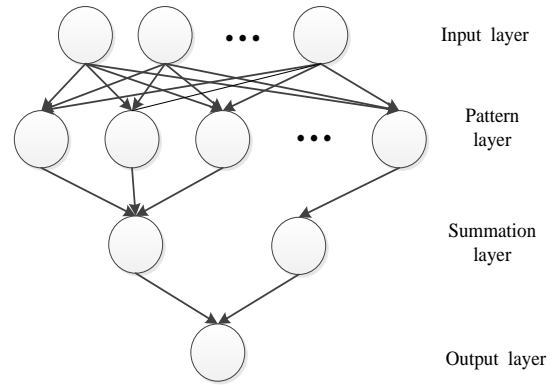 Input layer
Pattern
layer
Summation
layer
Output layer